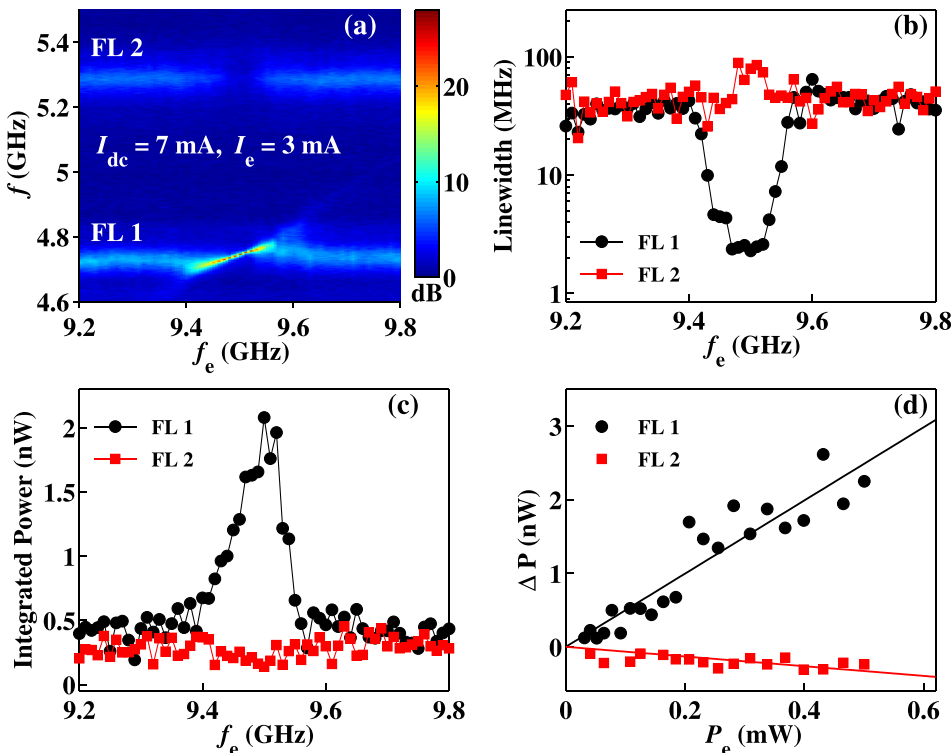 (a)
FL 2
I_dc = 7 mA, I_e = 3 mA
FL 1
5.4
5.2
5
4.8
4.6
f (GHz)
9.2 9.4 9.6 9.8
f_e (GHz)
20
10
0
dB
(b)
100
10
1
Linewidth (MHz)
FL 1
FL 2
9.2 9.4 9.6 9.8
f_e (GHz)
(c)
FL 1
FL 2
2
1.5
1
0.5
0
Integrated Power (nW)
9.2 9.4 9.6 9.8
f_e (GHz)
(d)
FL 1
FL 2
3
2
1
0
Δ P (nW)
0 0.2 0.4 0.6
P_e (mW)